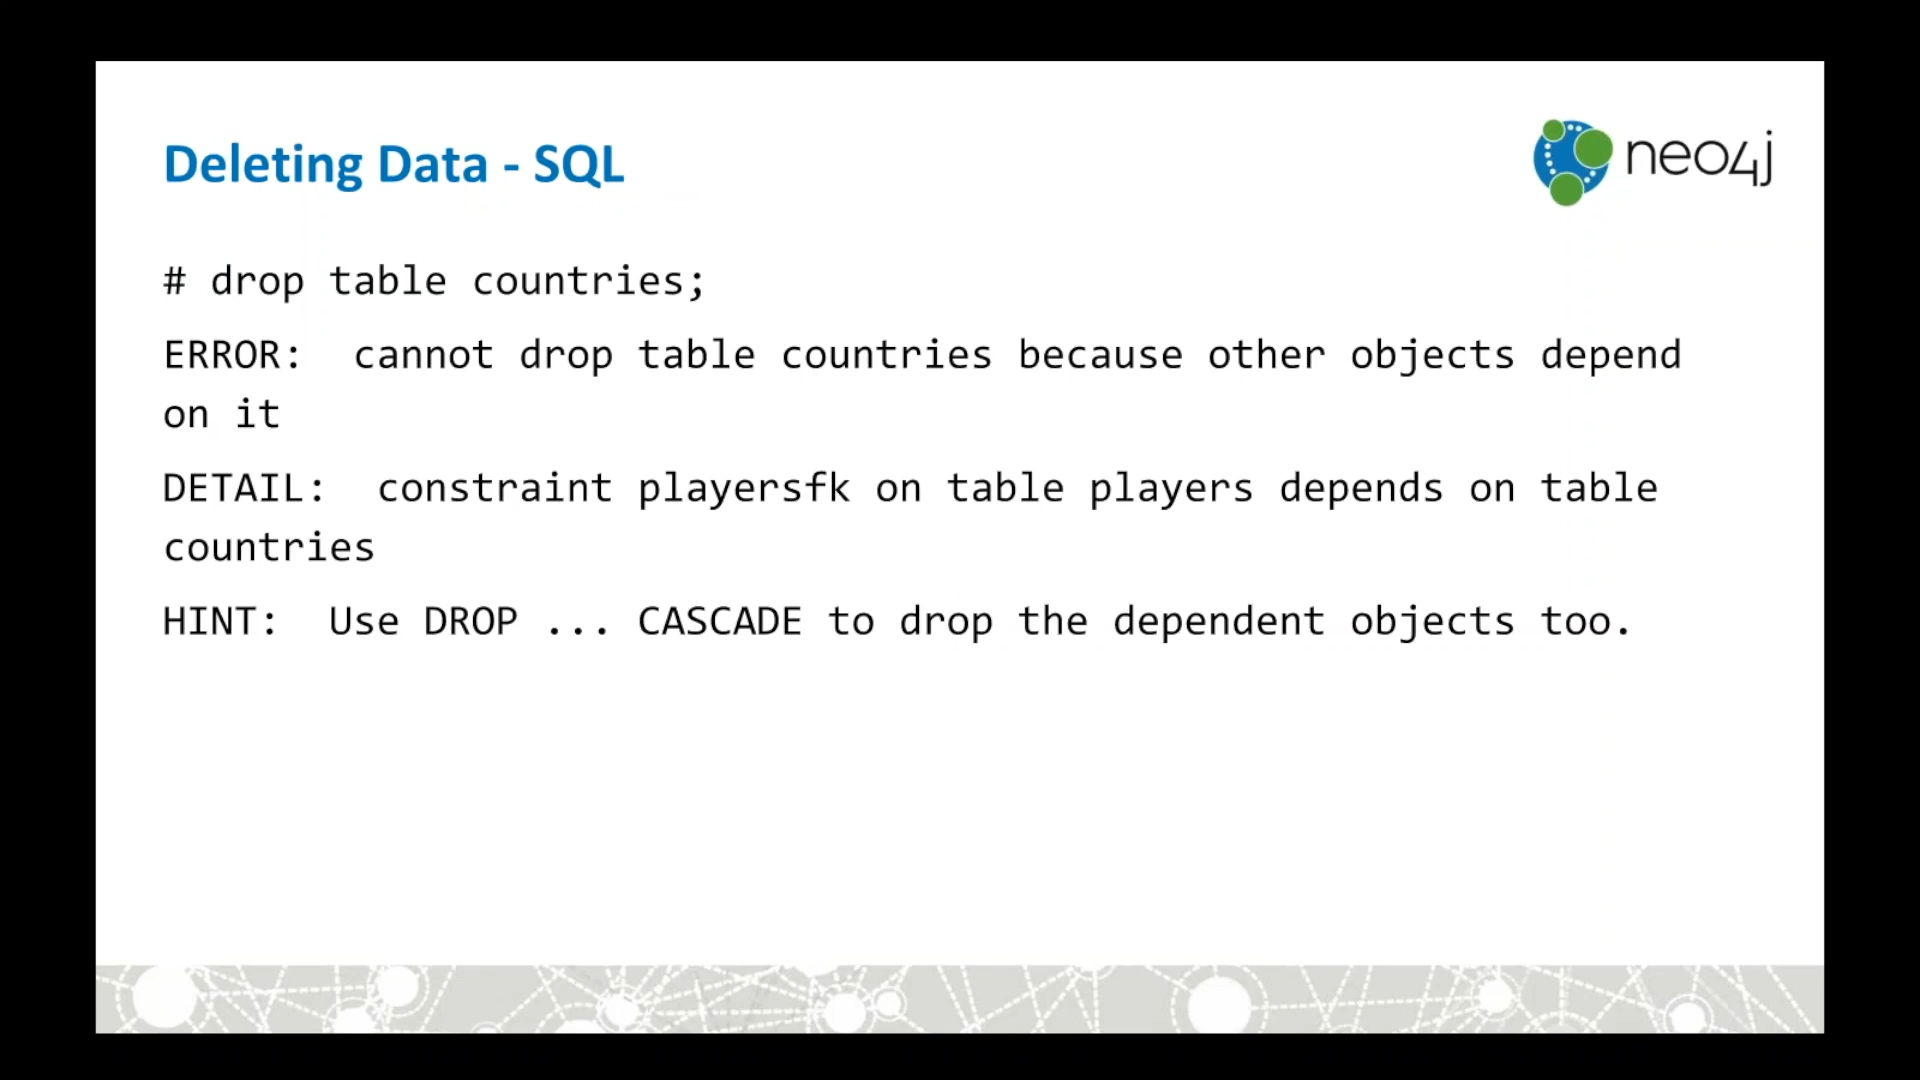 Deleting Data - SQL
neo4j
# drop table countries;
ERROR:  cannot drop table countries because other objects depend
on it
DETAIL:  constraint playersfk on table players depends on table
countries
HINT:  Use DROP ... CASCADE to drop the dependent objects too.